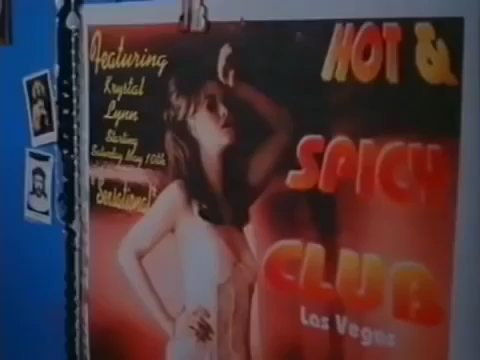 Featuring
Krystal
Lynn
Starting
Saturday May 10th
"Sensational"
HOT &
SPICY
CLUB
Las Vegas